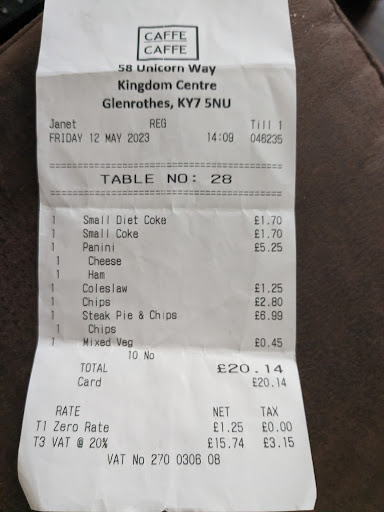 CAFFE
CAFFE
58 Unicorn Way
Kingdom Centre
Glenrothes, KY7 5NU
Janet REG Till 1
FRIDAY 12 MAY 2023 14:09 046235
TABLE NO: 28
1 Small Diet Coke £1.70
1 Small Coke £1.70
1 Panini £5.25
1 Cheese
1 Ham
1 Coleslaw £1.25
1 Chips £2.80
1 Steak Pie & Chips £6.99
1 Chips
1 Mixed Veg £0.45
10 No
TOTAL £20.14
Card £20.14
RATE NET TAX
T1 Zero Rate £1.25 £0.00
T3 VAT @ 20% £15.74 £3.15
VAT No 270 0306 08